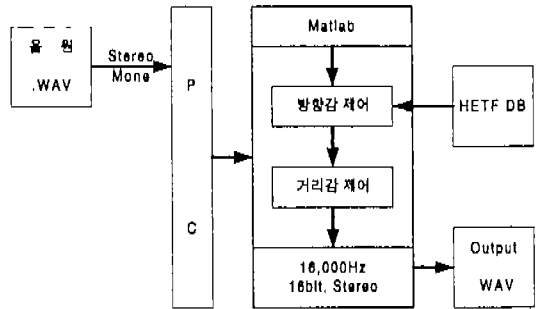 음 원
.WAV
Stereo
Mone
P
C
Matlab
방향감 제어
HETF DB
거리감 제어
16,000Hz
16bit, Stereo
Output
WAV